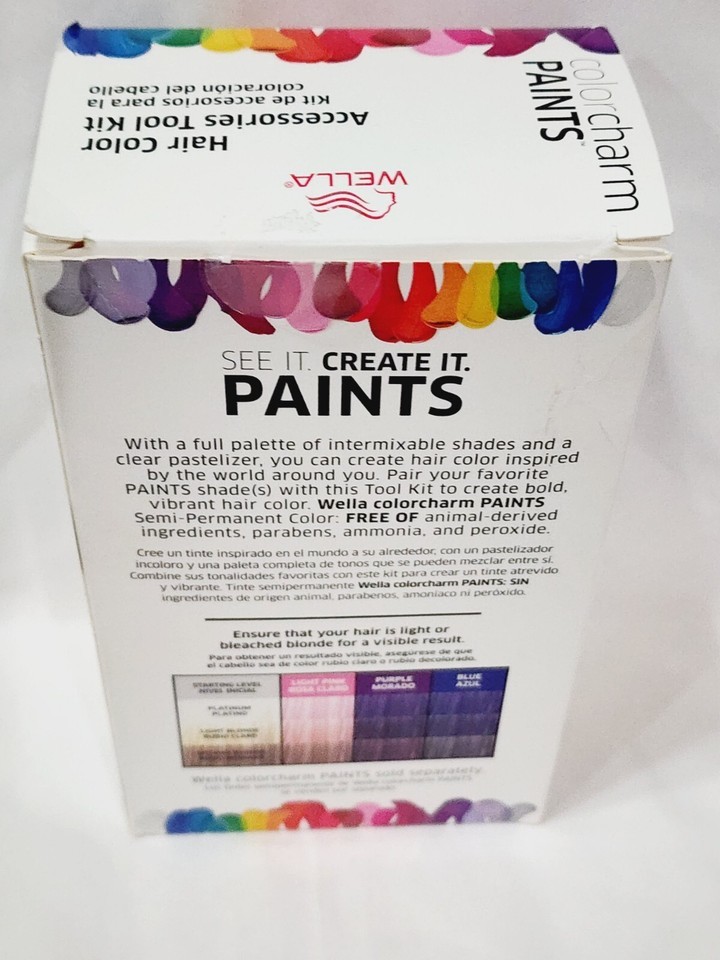 colorcharm
PAINTS™
Hair Color
Accessories Tool Kit
Kit de accesorios para la
coloración del cabello
WELLA®
SEE IT. CREATE IT.
PAINTS
With a full palette of intermixable shades and a
clear pastelizer, you can create hair color inspired
by the world around you. Pair your favorite
PAINTS shade(s) with this Tool Kit to create bold,
vibrant hair color. Wella colorcharm PAINTS
Semi-Permanent Color: FREE OF animal-derived
ingredients, parabens, ammonia, and peroxide.
Cree un tinte inspirado en el mundo a su alrededor, con un pastelizador
incoloro y una paleta completa de tonos que se pueden mezclar entre sí.
Combine sus tonalidades favoritas con este kit para crear un tinte atrevido
y vibrante. Tinte semipermanente Wella colorcharm PAINTS: SIN
ingredientes de origen animal, parabenos, amoniaco ni peróxido.
Ensure that your hair is light or
bleached blonde for a visible result.
Para obtener un resultado visible, asegúrese de que
el cabello sea de color rubio claro o rubio decolorado.
STARTING LEVEL
NIVEL INICIAL
LIGHT PINK
ROSA CLARO
PURPLE
MORADO
BLUE
AZUL
PLATINUM
PLATINO
LIGHT BLONDE
RUBIO CLARO
Wella colorcharm PAINTS sold separately